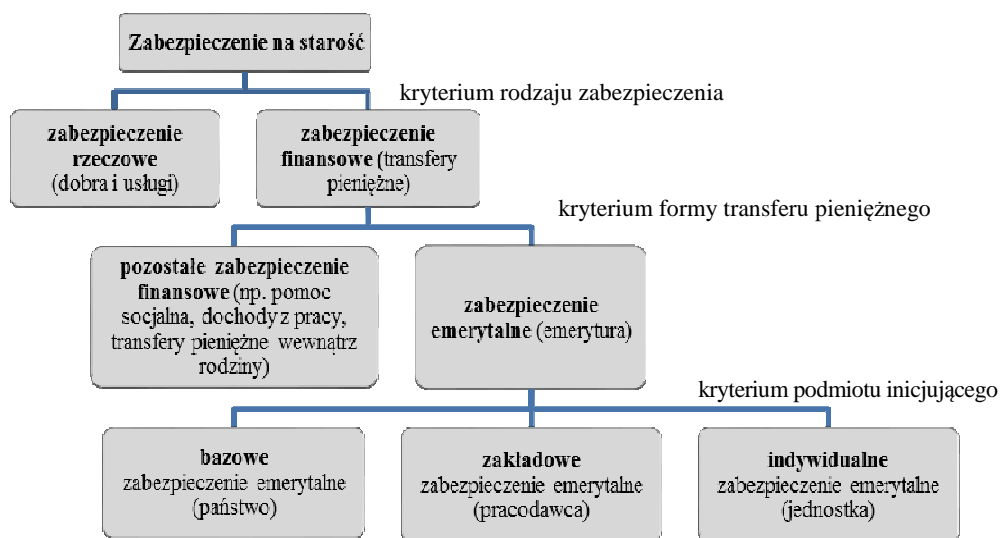 Zabezpieczenie na starość
kryterium rodzaju zabezpieczenia
zabezpieczenie
rzeczowe
(dobra i usługi)
zabezpieczenie
finansowe (transfery
pieniężne)
kryterium formy transferu pieniężnego
pozostałe zabezpieczenie
finansowe (np. pomoc
socjalna, dochody z pracy,
transfery pieniężne wewnątrz
rodziny)
zabezpieczenie
emerytalne (emerytura)
kryterium podmiotu inicjującego
bazowe
zabezpieczenie emerytalne
(państwo)
zakładowe
zabezpieczenie emerytalne
(pracodawca)
indywidualne
zabezpieczenie emerytalne
(jednostka)